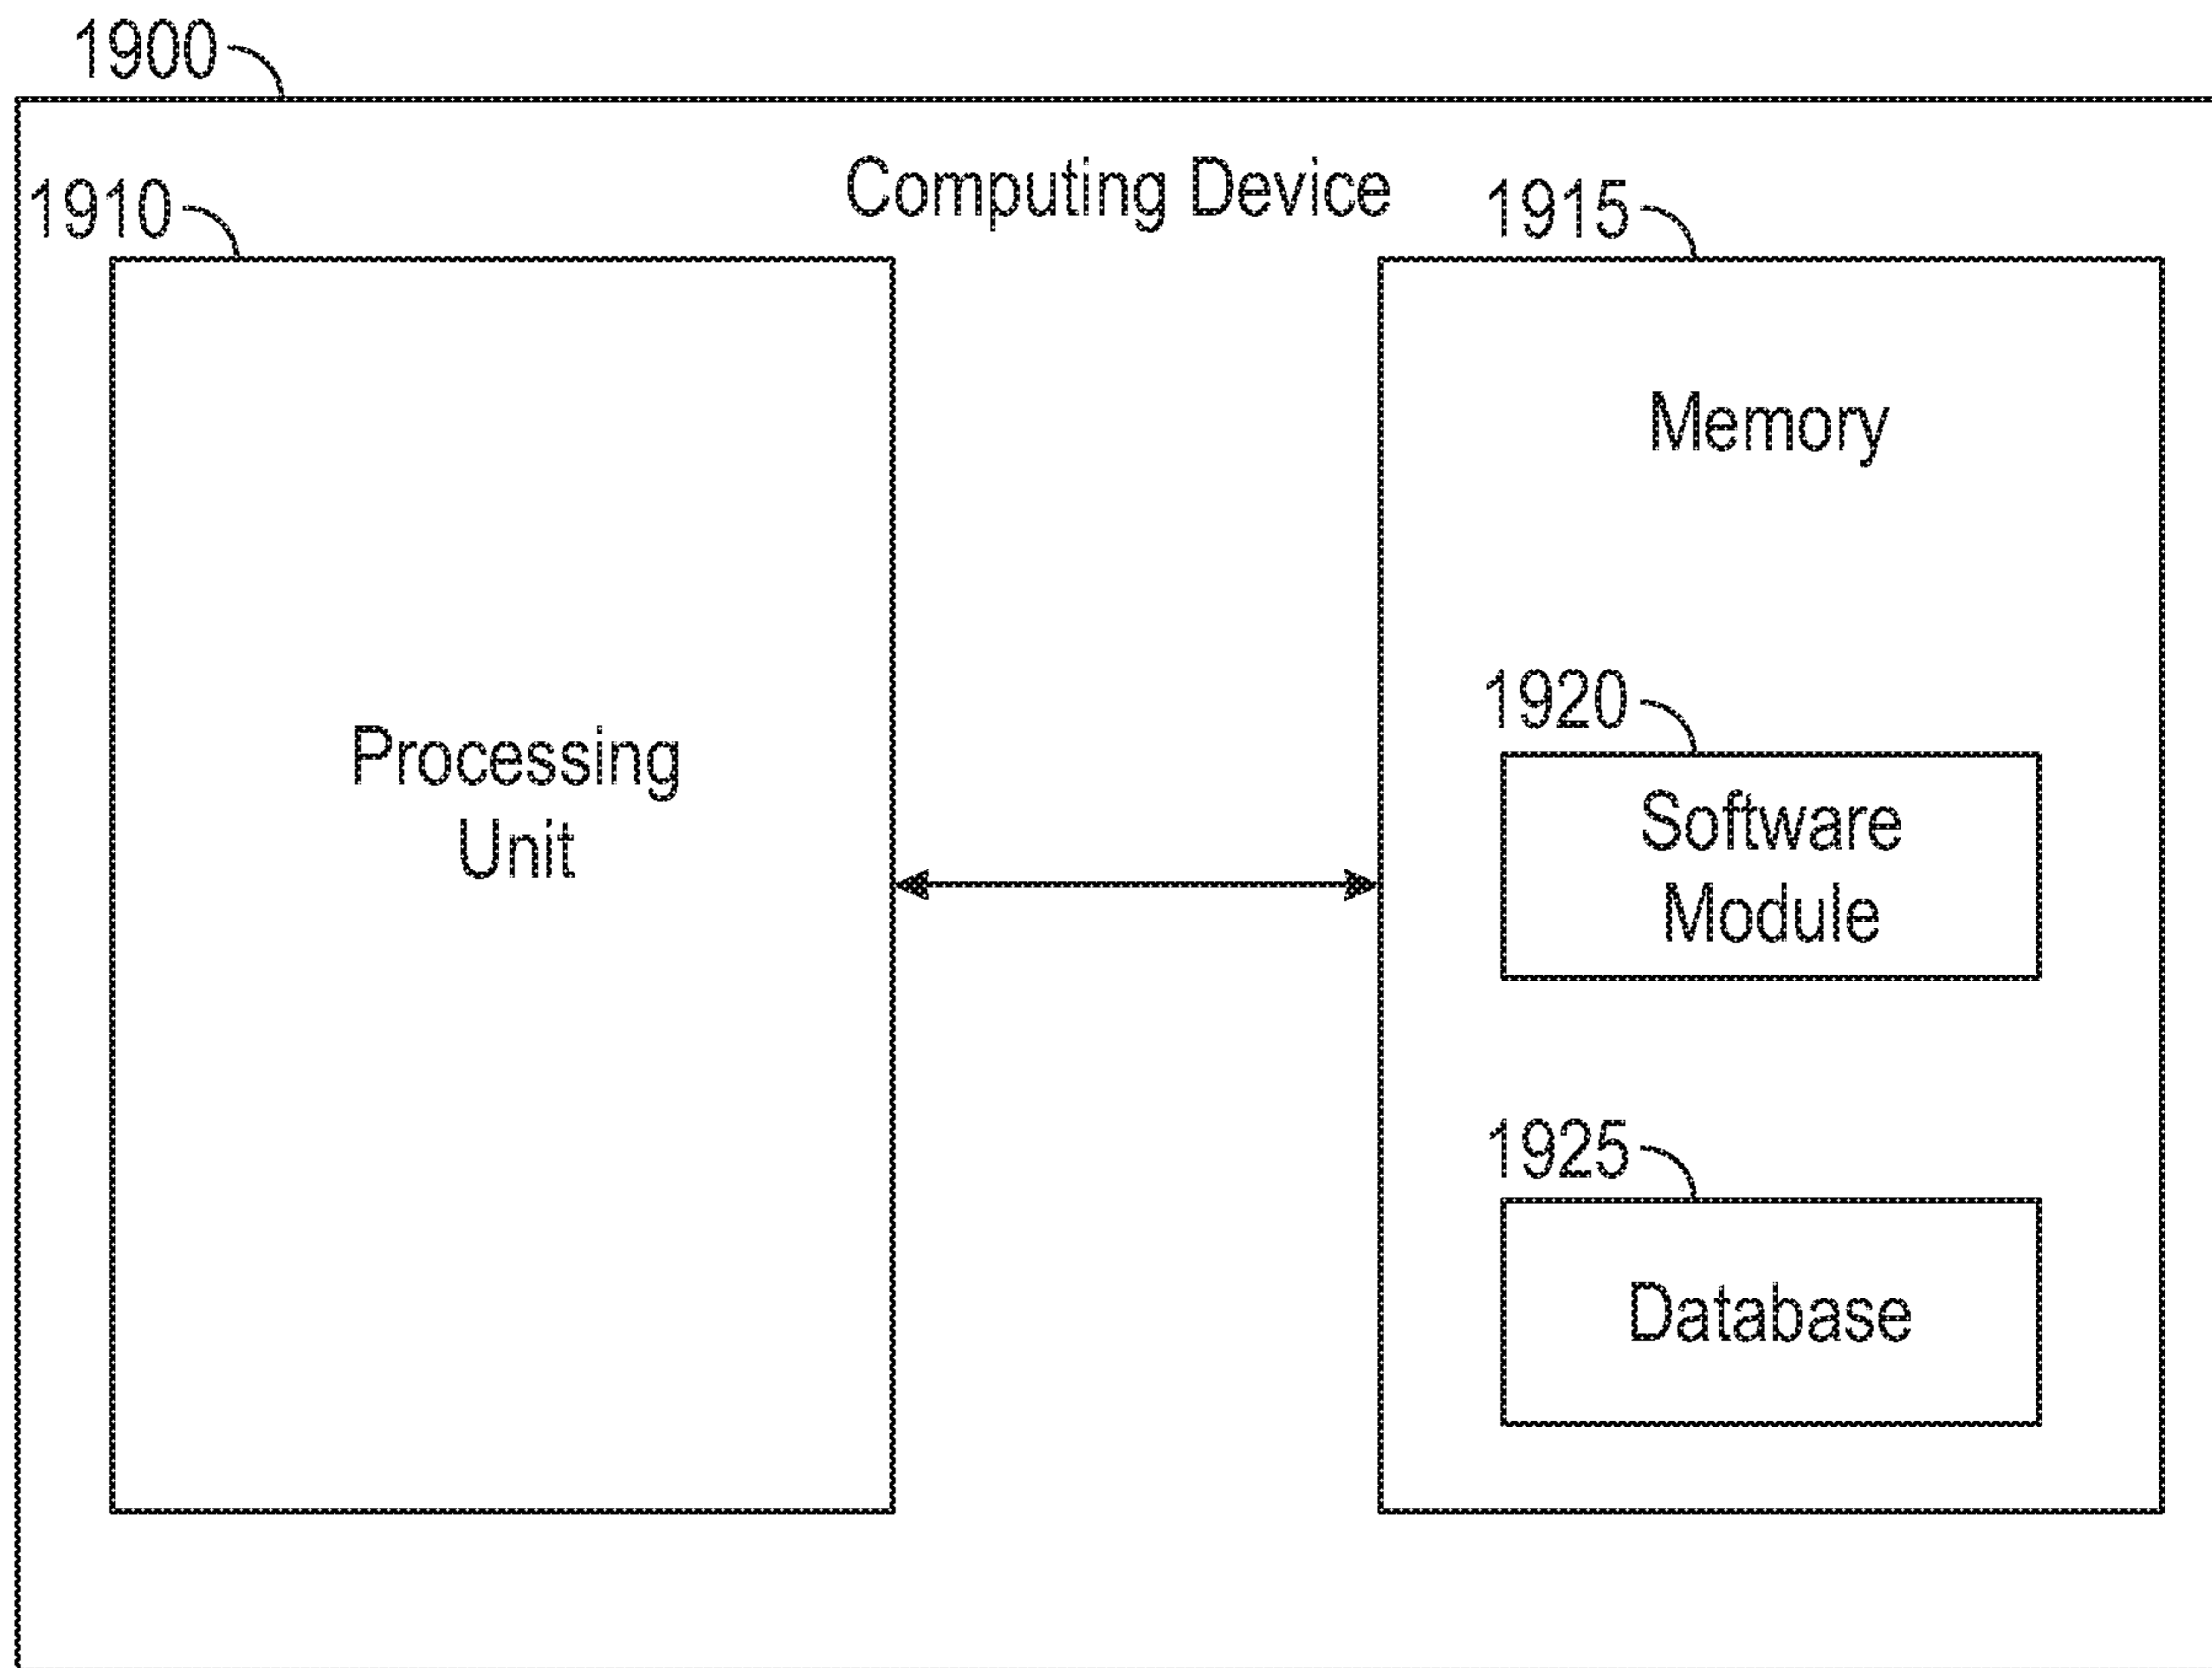 1900
Computing Device
1910
1915
Processing
Unit
Memory
1920
Software
Module
1925
Database